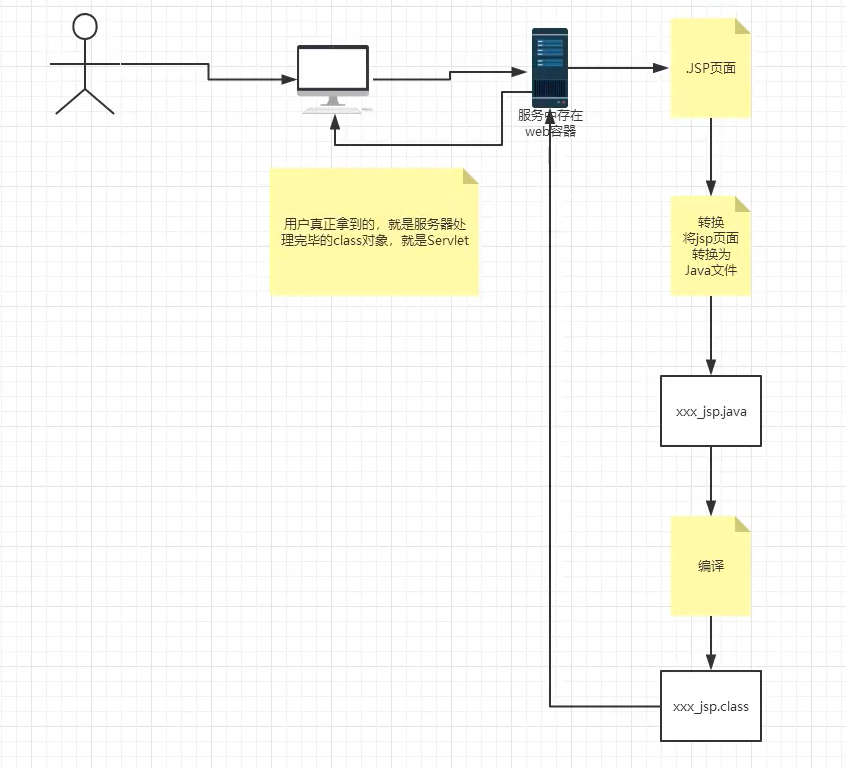 .JSP页面
服务中存在
web容器
用户真正拿到的，就是服务器处
理完毕的class对象，就是Servlet
转换
将jsp页面
转换为
Java文件
xxx_jsp.java
编译
xxx_jsp.class